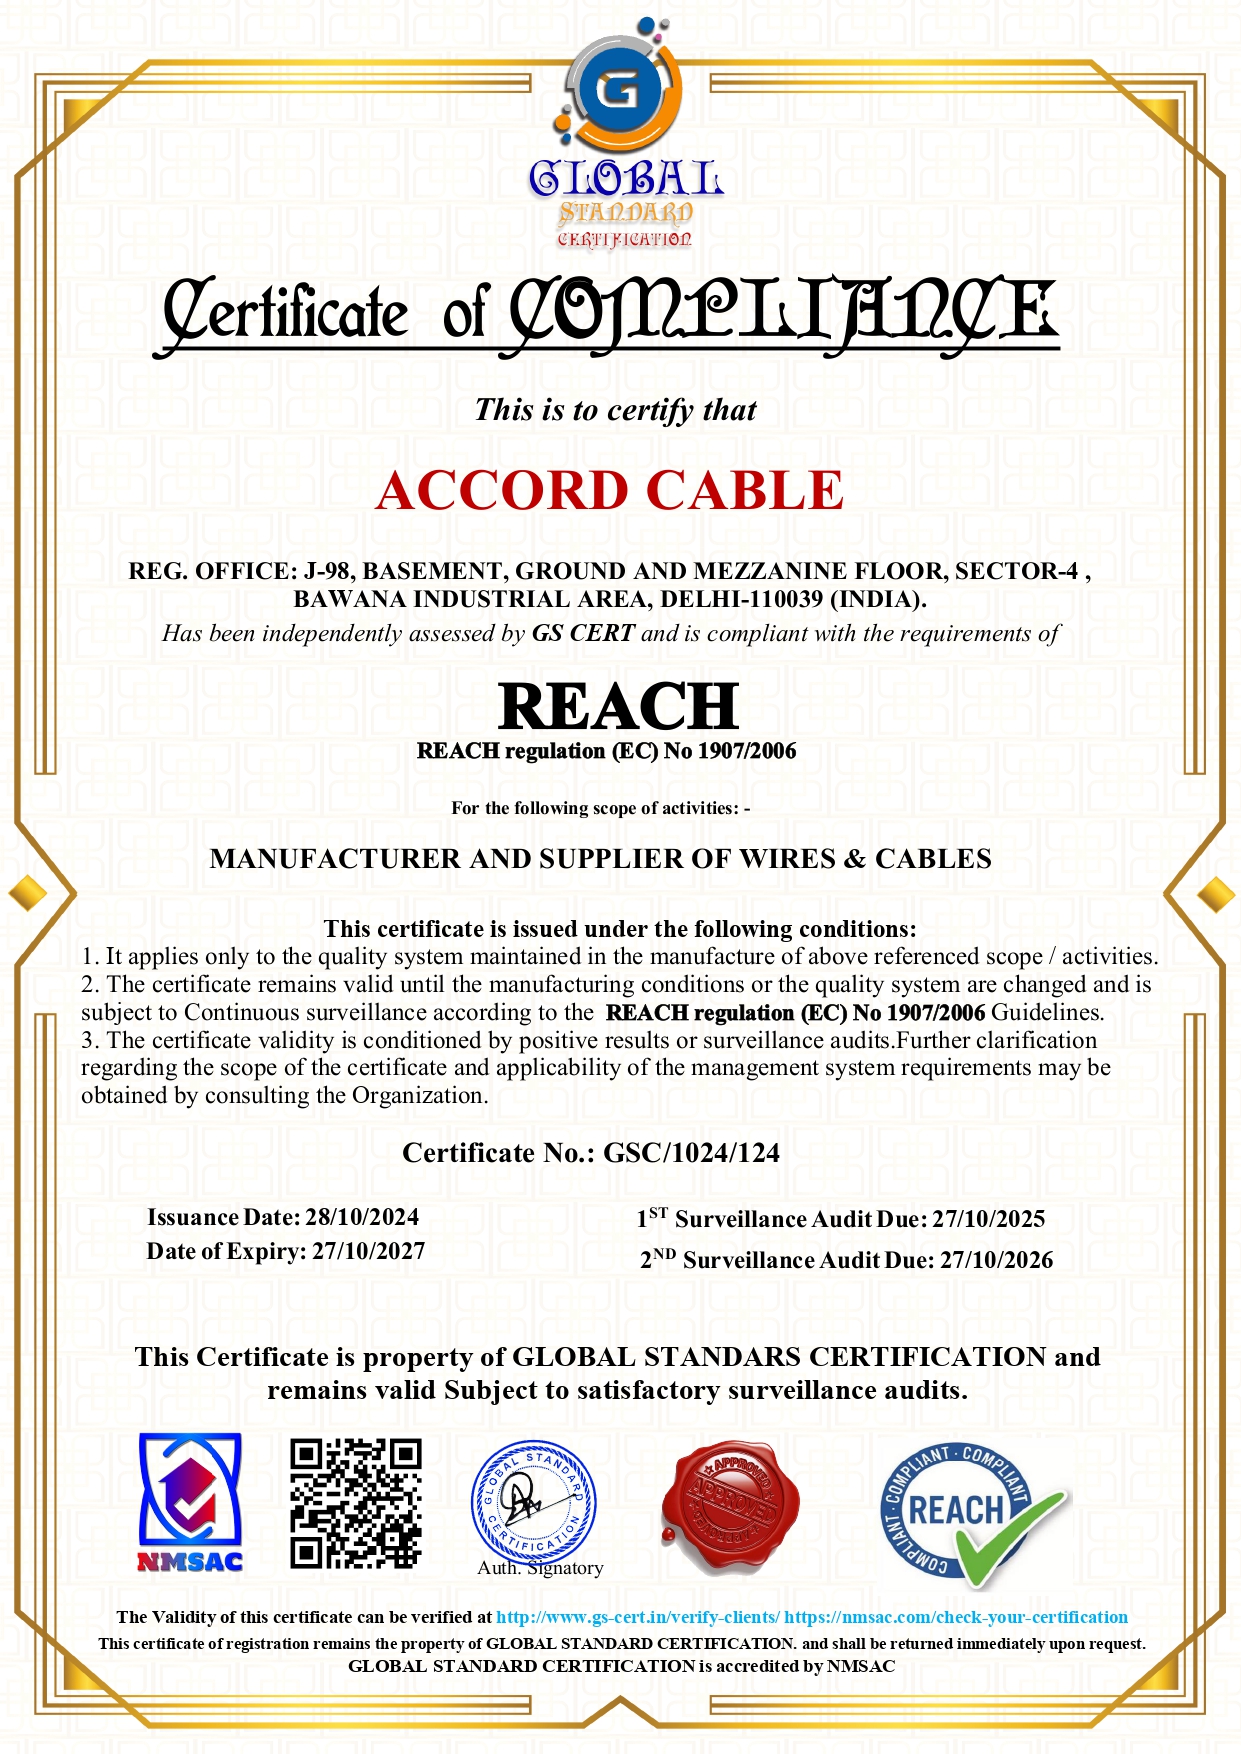 G
GLOBAL
STANDARD
CERTIFICATION
Certificate of COMPLIANCE
This is to certify that
ACCORD CABLE
REG. OFFICE: J-98, BASEMENT, GROUND AND MEZZANINE FLOOR, SECTOR-4 ,
BAWANA INDUSTRIAL AREA, DELHI-110039 (INDIA).
Has been independently assessed by GS CERT and is compliant with the requirements of
REACH
REACH regulation (EC) No 1907/2006
For the following scope of activities: -
MANUFACTURER AND SUPPLIER OF WIRES & CABLES
This certificate is issued under the following conditions:
1. It applies only to the quality system maintained in the manufacture of above referenced scope / activities.
2. The certificate remains valid until the manufacturing conditions or the quality system are changed and is
subject to Continuous surveillance according to the REACH regulation (EC) No 1907/2006 Guidelines.
3. The certificate validity is conditioned by positive results or surveillance audits.Further clarification
regarding the scope of the certificate and applicability of the management system requirements may be
obtained by consulting the Organization.
Certificate No.: GSC/1024/124
Issuance Date: 28/10/2024
Date of Expiry: 27/10/2027
1ST Surveillance Audit Due: 27/10/2025
2ND Surveillance Audit Due: 27/10/2026
This Certificate is property of GLOBAL STANDARS CERTIFICATION and
remains valid Subject to satisfactory surveillance audits.
NMSAC
GLOBAL STANDARD
CERTIFICATION
Auth. Signatory
APPROVED
APPROVED
APPROVED
COMPLIANT · COMPLIANT · COMPLIANT ·
REACH
The Validity of this certificate can be verified at http://www.gs-cert.in/verify-clients/ https://nmsac.com/check-your-certification
This certificate of registration remains the property of GLOBAL STANDARD CERTIFICATION. and shall be returned immediately upon request.
GLOBAL STANDARD CERTIFICATION is accredited by NMSAC